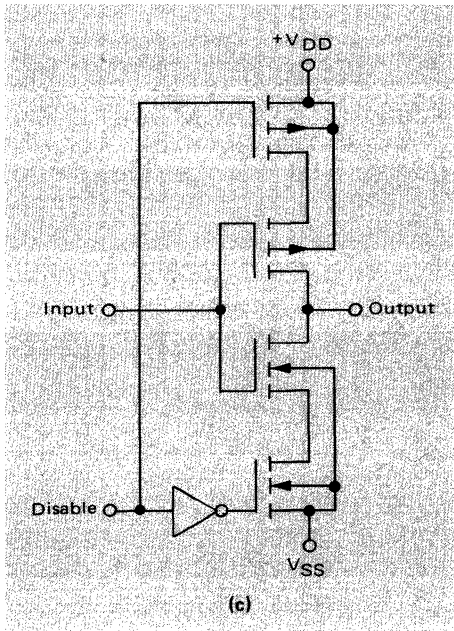 +VDD
Input
Output
Disable
VSS
(c)